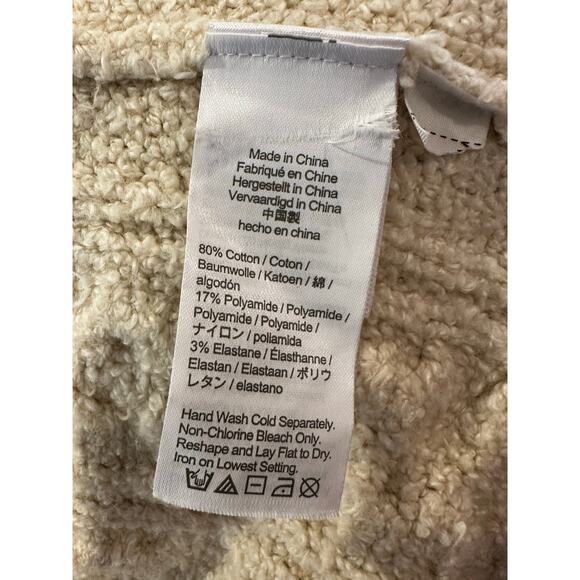 Made in China
Fabriqué en Chine
Hergestellt in China
Vervaardigd in China
中国製
hecho en china
80% Cotton / Coton /
Baumwolle / Katoen / 綿 /
algodón
17% Polyamide / Polyamide /
Polyamide / Polyamide /
ナイロン / poliamida
3% Elastane / Élasthanne /
Elastan / Elastaan / ポリウ
レタン / elastano
Hand Wash Cold Separately.
Non-Chlorine Bleach Only.
Reshape and Lay Flat to Dry.
Iron on Lowest Setting.